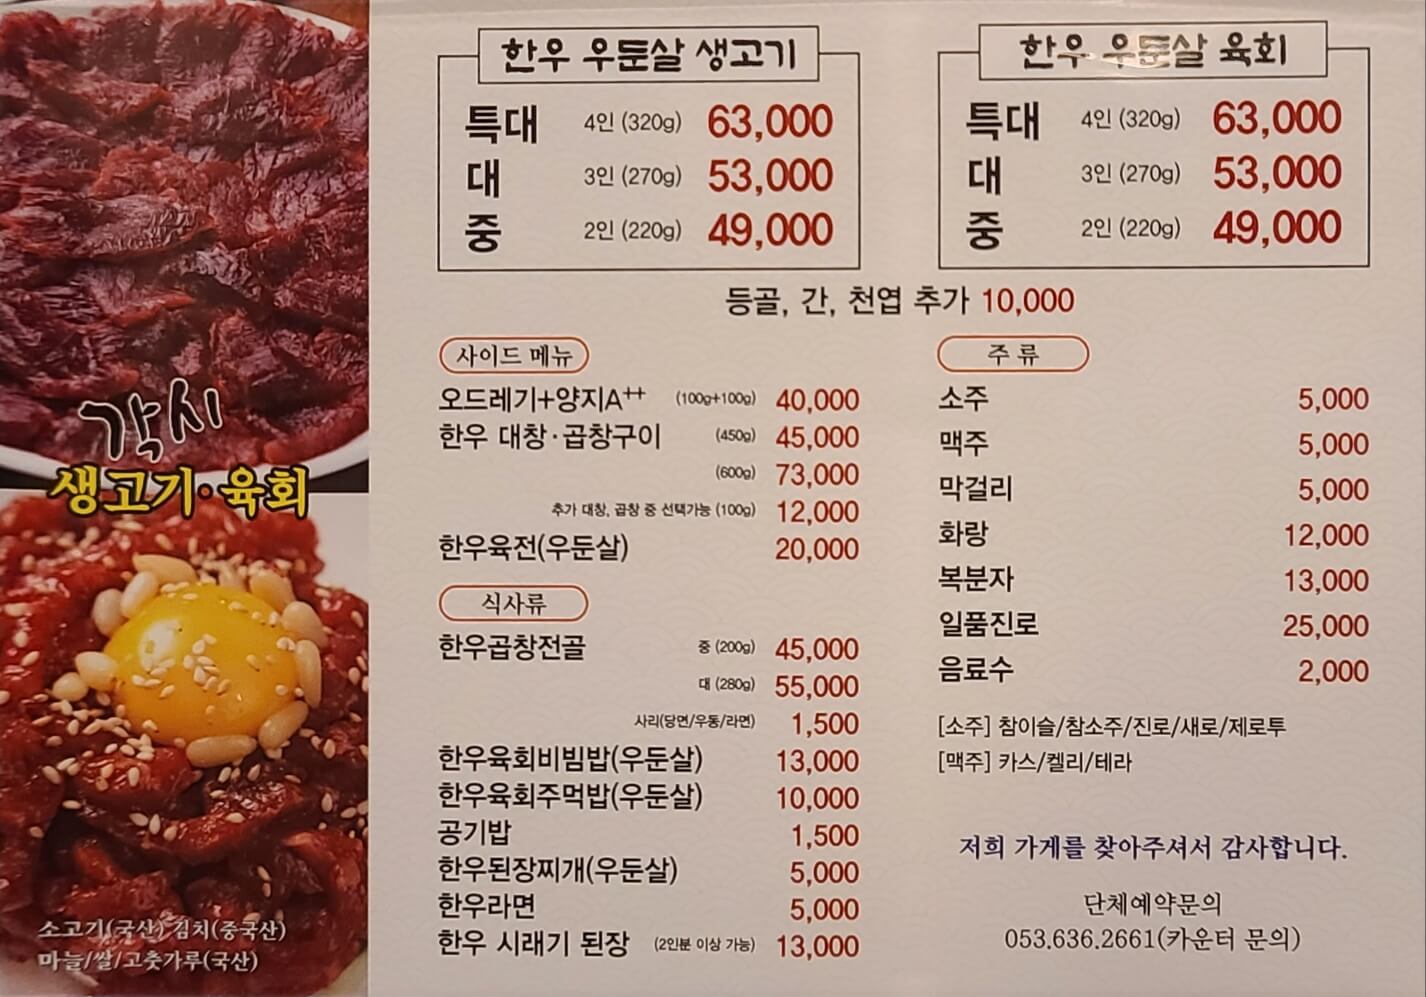 각시
생고기·육회
소고기(국산) 김치(중국산)
마늘/쌀/고춧가루(국산)
한우 우둔살 생고기
특대 4인 (320g) 63,000
대 3인 (270g) 53,000
중 2인 (220g) 49,000
한우 우둔살 육회
특대 4인 (320g) 63,000
대 3인 (270g) 53,000
중 2인 (220g) 49,000
등골, 간, 천엽 추가 10,000
사이드 메뉴
오드레기+양지A++ (100g+100g) 40,000
한우 대창·곱창구이 (450g) 45,000
(600g) 73,000
추가 대창, 곱창 중 선택가능 (100g) 12,000
한우육전(우둔살) 20,000
식사류
한우곱창전골 중 (200g) 45,000
대 (280g) 55,000
사리(당면/우동/라면) 1,500
한우육회비빔밥(우둔살) 13,000
한우육회주먹밥(우둔살) 10,000
공기밥 1,500
한우된장찌개(우둔살) 5,000
한우라면 5,000
한우 시래기 된장 (2인분 이상 가능) 13,000
주 류
소주 5,000
맥주 5,000
막걸리 5,000
화랑 12,000
복분자 13,000
일품진로 25,000
음료수 2,000
[소주] 참이슬/참소주/진로/새로/제로투
[맥주] 카스/켈리/테라
저희 가게를 찾아주셔서 감사합니다.
단체예약문의
053.636.2661(카운터 문의)